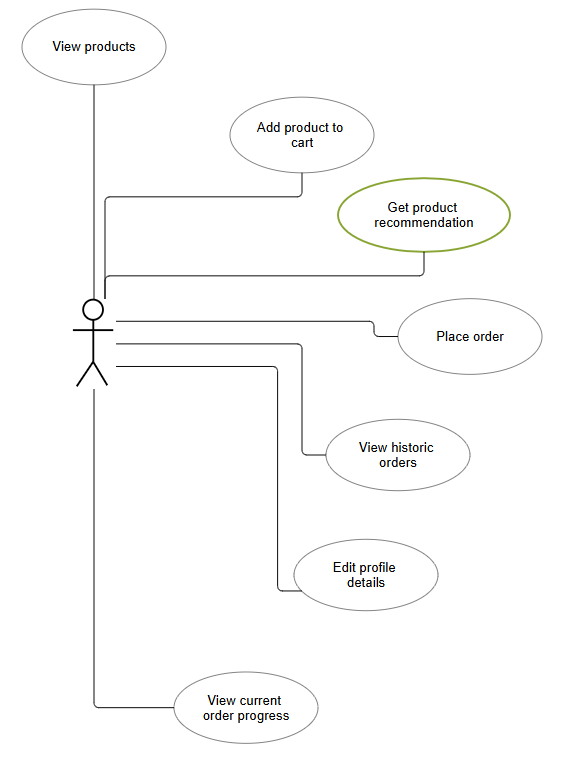 View products
Add product to
cart
Get product
recommendation
Place order
View historic
orders
Edit profile
details
View current
order progress